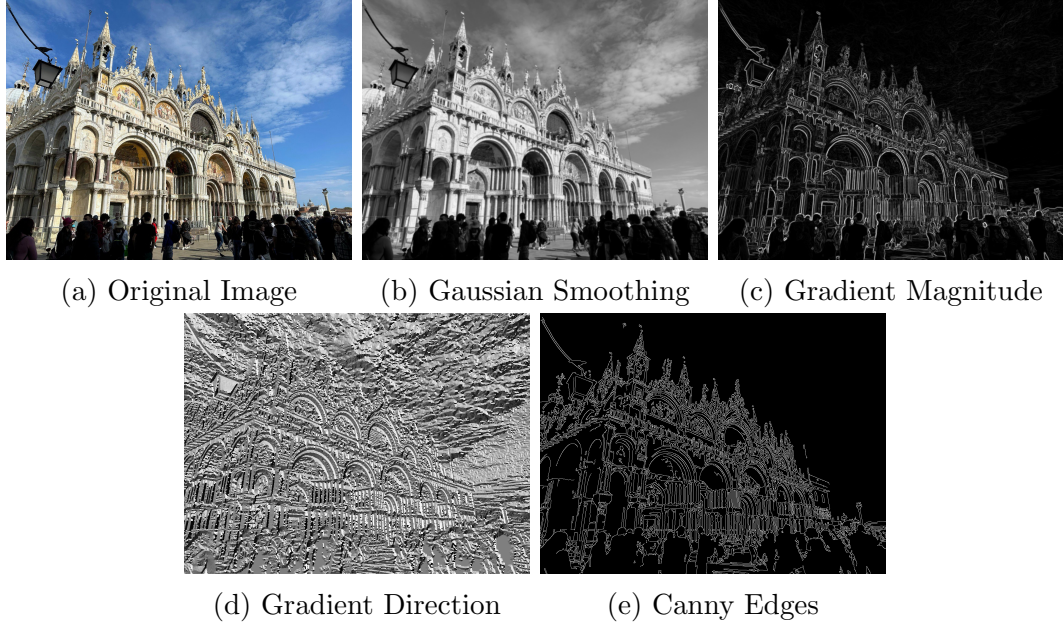 (a) Original Image
(b) Gaussian Smoothing
(c) Gradient Magnitude
(d) Gradient Direction
(e) Canny Edges